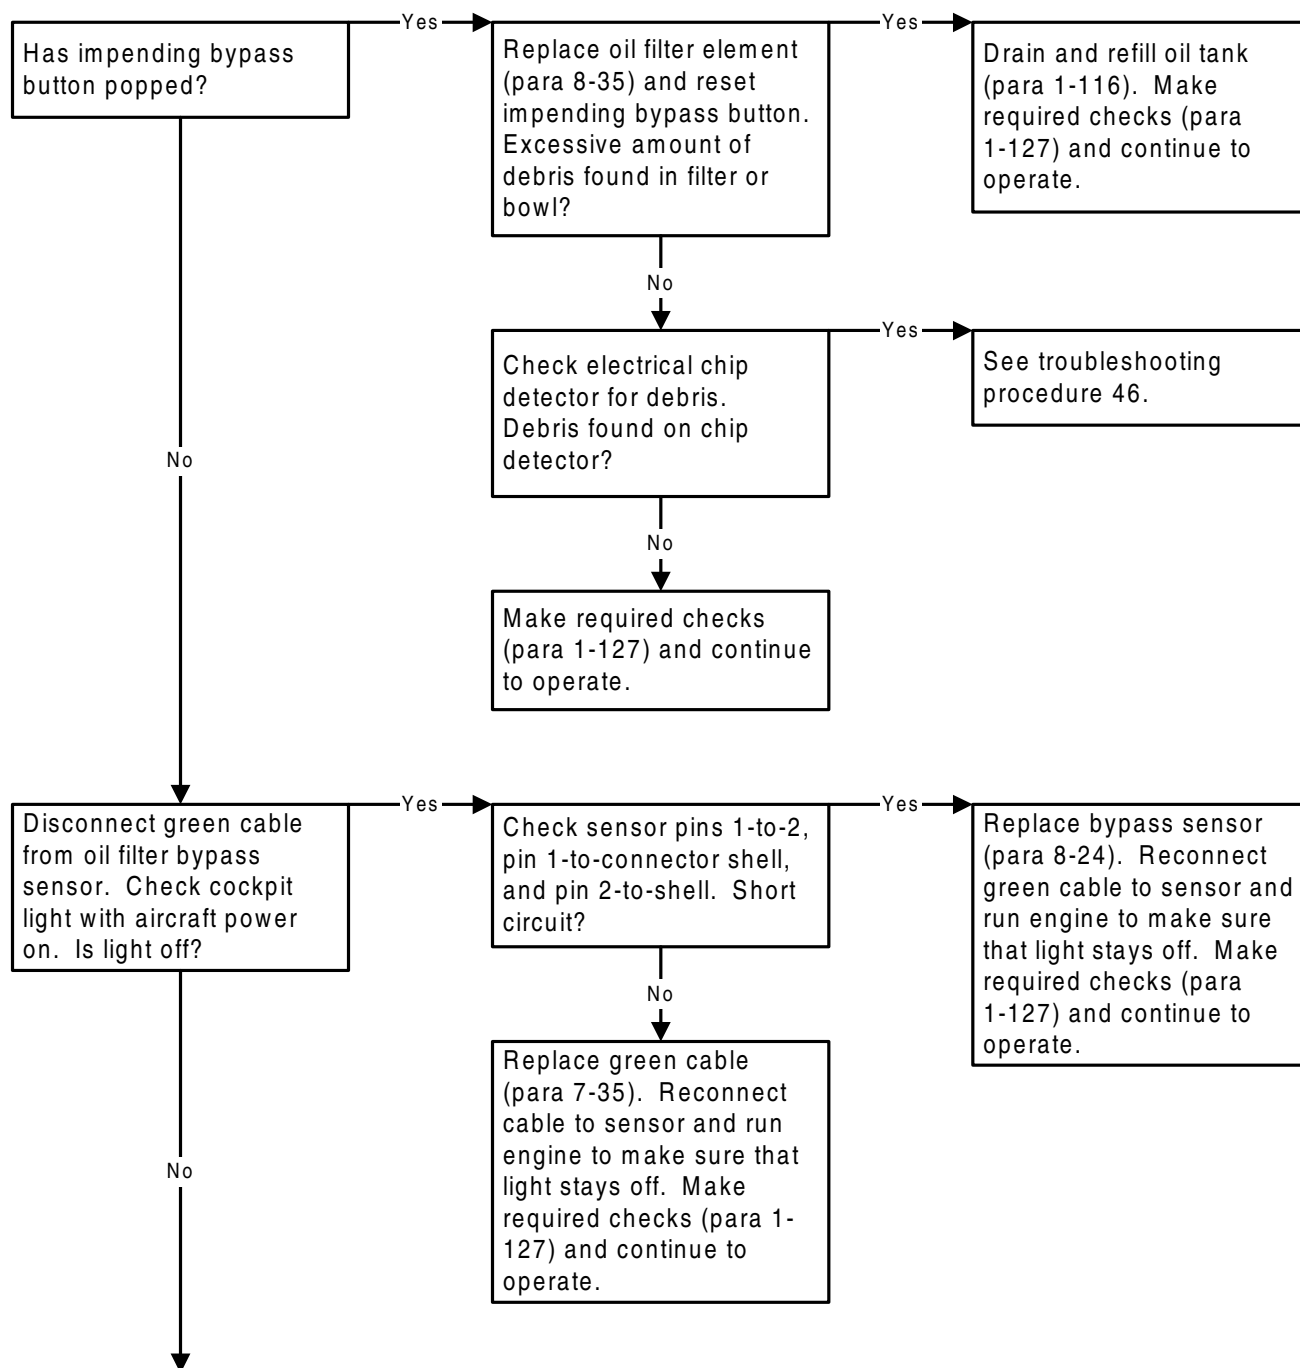 Has impending bypass
button popped?
Yes
Replace oil filter element
(para 8-35) and reset
impending bypass button.
Excessive amount of
debris found in filter or
bowl?
Yes
Drain and refill oil tank
(para 1-116).  Make
required checks (para
1-127) and continue to
operate.
No
Check electrical chip
detector for debris.
Debris found on chip
detector?
Yes
See troubleshooting
procedure 46.
No
No
Make required checks
(para 1-127) and continue
to operate.
Disconnect green cable
from oil filter bypass
sensor.  Check cockpit
light with aircraft power
on.  Is light off?
Yes
Check sensor pins 1-to-2,
pin 1-to-connector shell,
and pin 2-to-shell.  Short
circuit?
Yes
Replace bypass sensor
(para 8-24).  Reconnect
green cable to sensor and
run engine to make sure
that light stays off.  Make
required checks (para
1-127) and continue to
operate.
No
Replace green cable
(para 7-35).  Reconnect
cable to sensor and run
engine to make sure that
light stays off.  Make
required checks (para 1-
127) and continue to
operate.
No